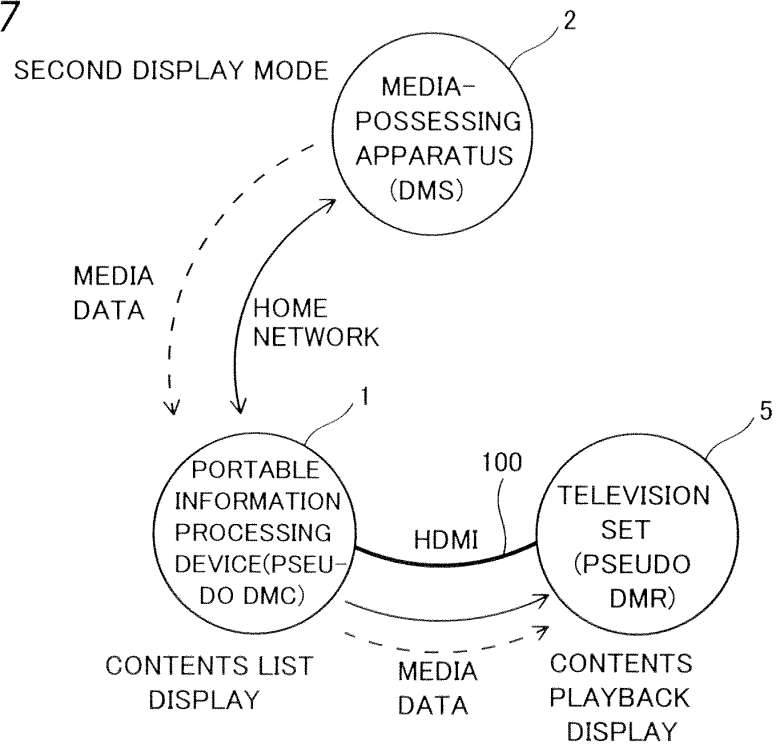 7
2
SECOND DISPLAY MODE
MEDIA-
POSSESSING
APPARATUS
(DMS)
MEDIA
DATA
HOME
NETWORK
1
5
PORTABLE
INFORMATION
PROCESSING
DEVICE(PSEU-
DO DMC)
100
HDMI
TELEVISION
SET
(PSEUDO
DMR)
CONTENTS LIST
DISPLAY
MEDIA
DATA
CONTENTS
PLAYBACK
DISPLAY